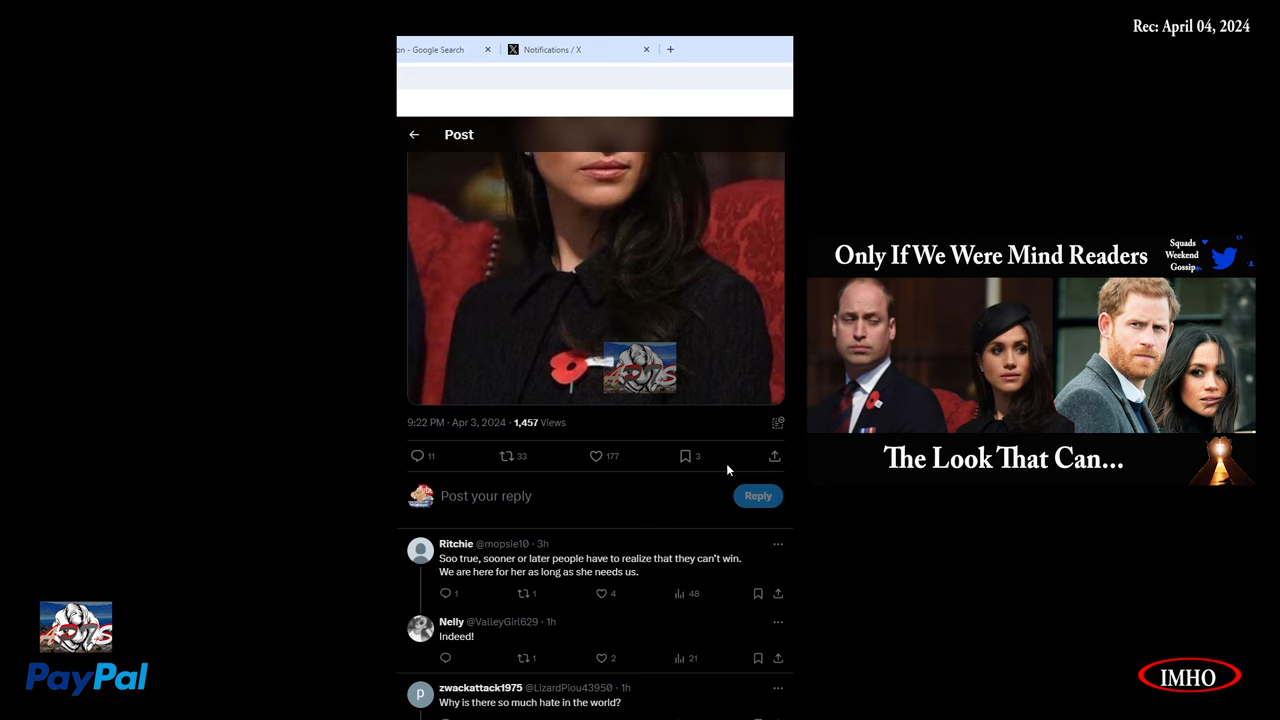 Rec: April 04, 2024
on - Google Search
Notifications / X
Post
9:22 PM · Apr 3, 2024 · 1,457 Views
11
33
177
3
Post your reply
Reply
Ritchie @mopsie10 · 3h
Soo true, sooner or later people have to realize that they can't win.
We are here for her as long as she needs us.
1
1
4
48
Nelly @ValleyGirl629 · 1h
Indeed!
1
2
21
zwackattack1975 @LizardPiou43950 · 1h
Why is there so much hate in the world?
Only If We Were Mind Readers
Squads
Weekend
Gossip
The Look That Can...
PayPal
IMHO